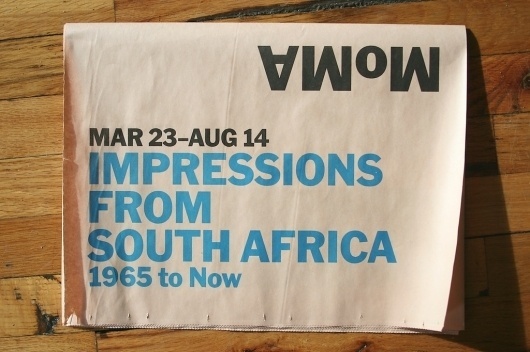 MoMA
MAR 23–AUG 14
IMPRESSIONS
FROM
SOUTH AFRICA
1965 to Now